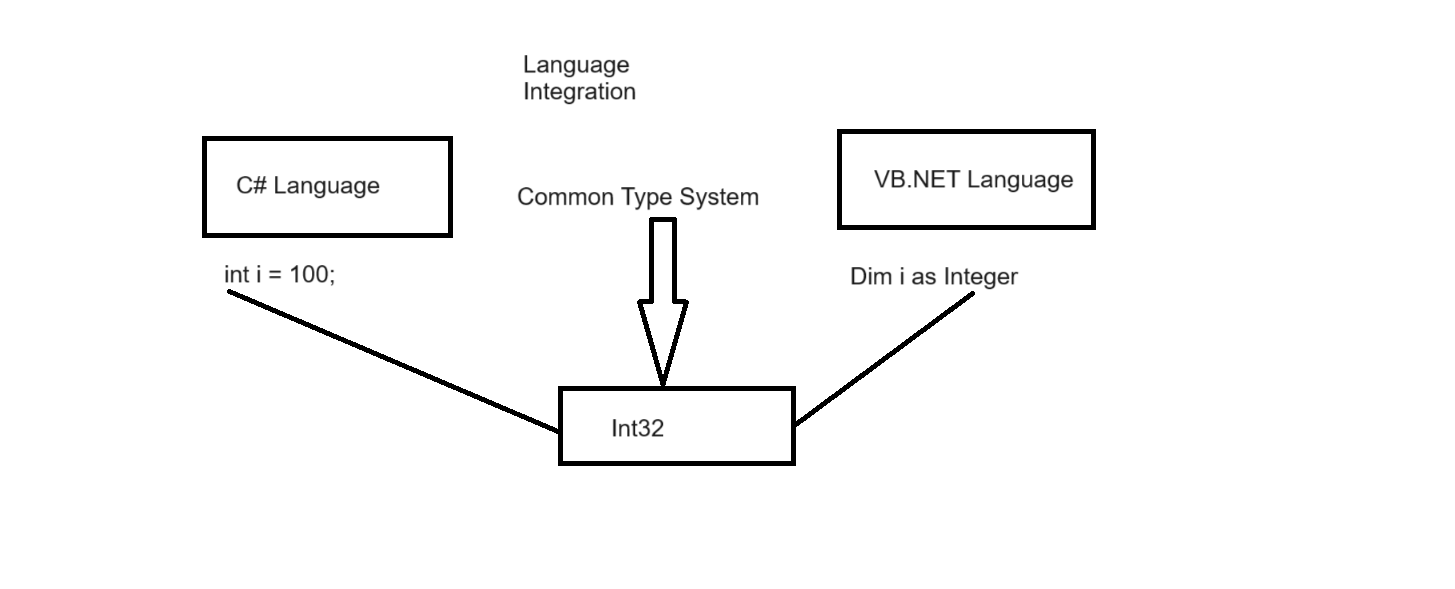 Language
Integration
C# Language
VB.NET Language
Common Type System
int i = 100;
Dim i as Integer
Int32